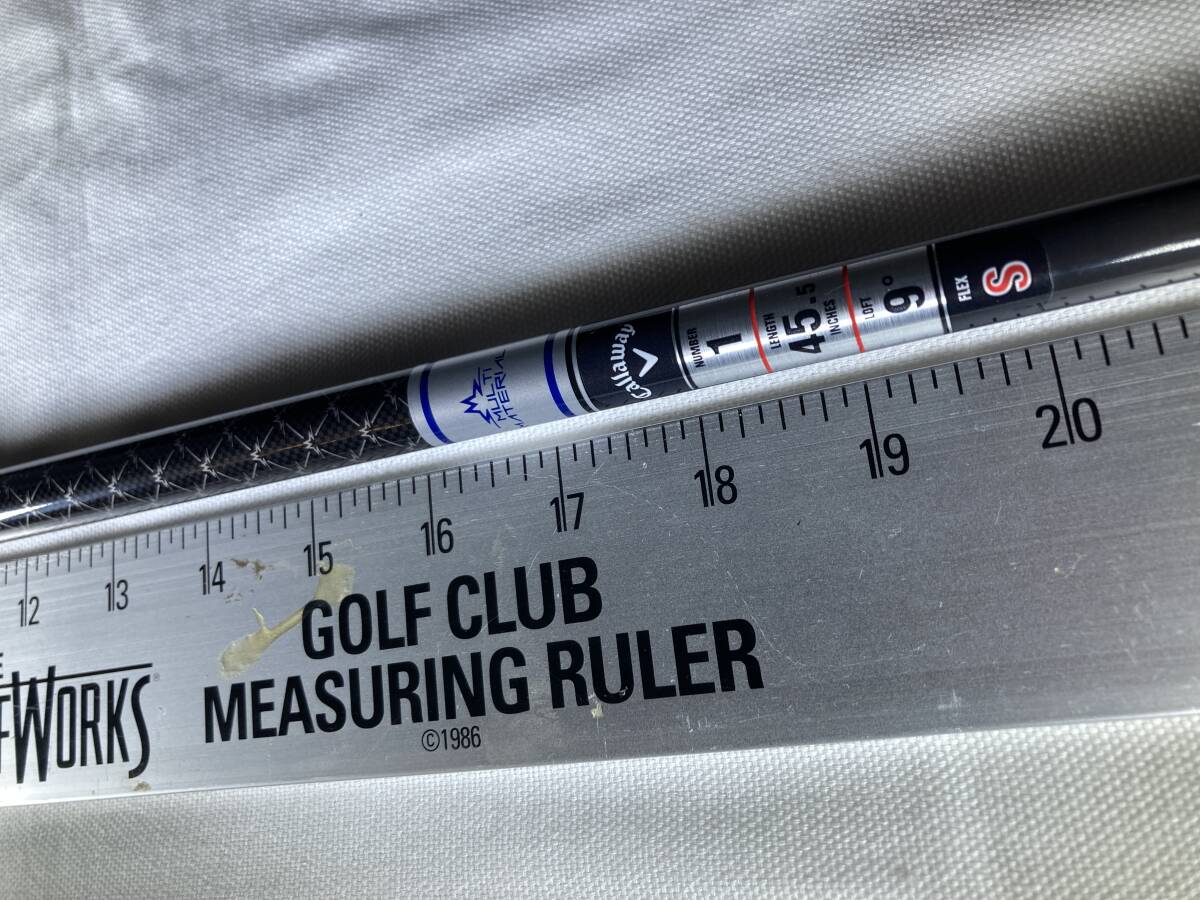 MULTI
MATERIAL
Callaway
NUMBER
1
LENGTH
45.5
INCHES
LOFT
9°
FLEX
S
12 13 14 15 16 17 18 19 20
GOLF CLUB
MEASURING RULER
©1986
WORKS